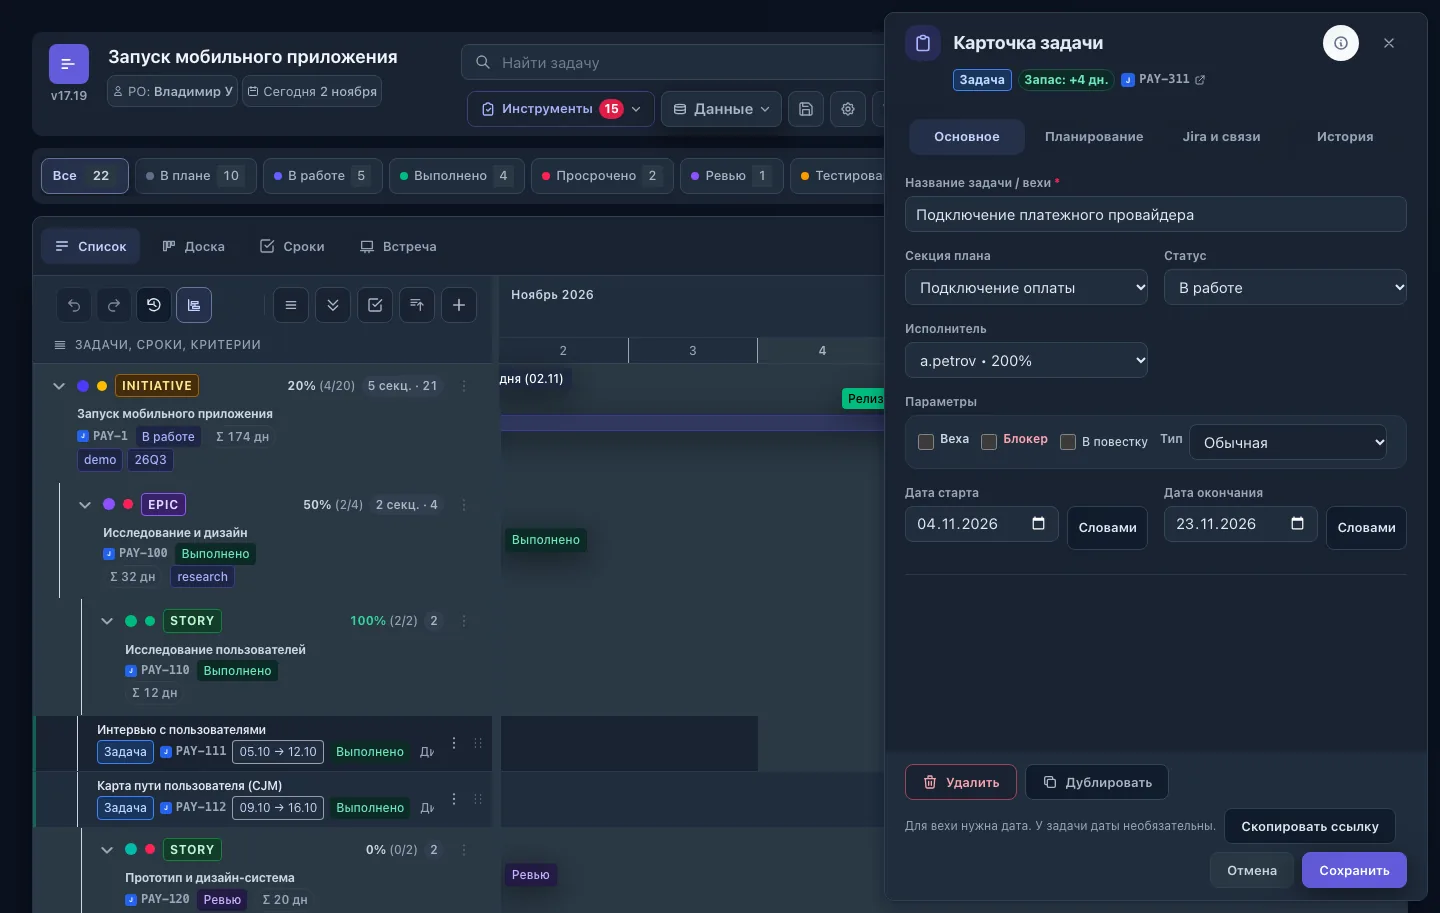 Запуск мобильного приложения
v17.19
РО: Владимир У
Сегодня 2 ноября
Найти задачу
Инструменты 15
Данные
Все 22
В плане 10
В работе 5
Выполнено 4
Просрочено 2
Ревью 1
Тестирова
Список
Доска
Сроки
Встреча
ЗАДАЧИ, СРОКИ, КРИТЕРИИ
Ноябрь 2026
2 3 4
дня (02.11)
Релиз
INITIATIVE 20% (4/20) 5 секц. · 21
Запуск мобильного приложения
PAY-1 В работе Σ 174 дн
demo 26Q3
EPIC 50% (2/4) 2 секц. · 4
Исследование и дизайн
PAY-100 Выполнено
Σ 32 дн research
Выполнено
STORY 100% (2/2) 2
Исследование пользователей
PAY-110 Выполнено
Σ 12 дн
Интервью с пользователями
Задача PAY-111 05.10 → 12.10 Выполнено Ди
Карта пути пользователя (CJM)
Задача PAY-112 09.10 → 16.10 Выполнено Ди
STORY 0% (0/2) 2
Прототип и дизайн-система
PAY-120 Ревью Σ 20 дн
Ревью
Карточка задачи
Задача Запас: +4 дн. PAY-311
Основное Планирование Jira и связи История
Название задачи / вехи *
Подключение платежного провайдера
Секция плана Статус
Подключение оплаты В работе
Исполнитель
a.petrov • 200%
Параметры
Веха Блокер В повестку Тип Обычная
Дата старта Дата окончания
04.11.2026 Словами 23.11.2026 Словами
Удалить Дублировать
Для вехи нужна дата. У задачи даты необязательны. Скопировать ссылку
Отмена Сохранить